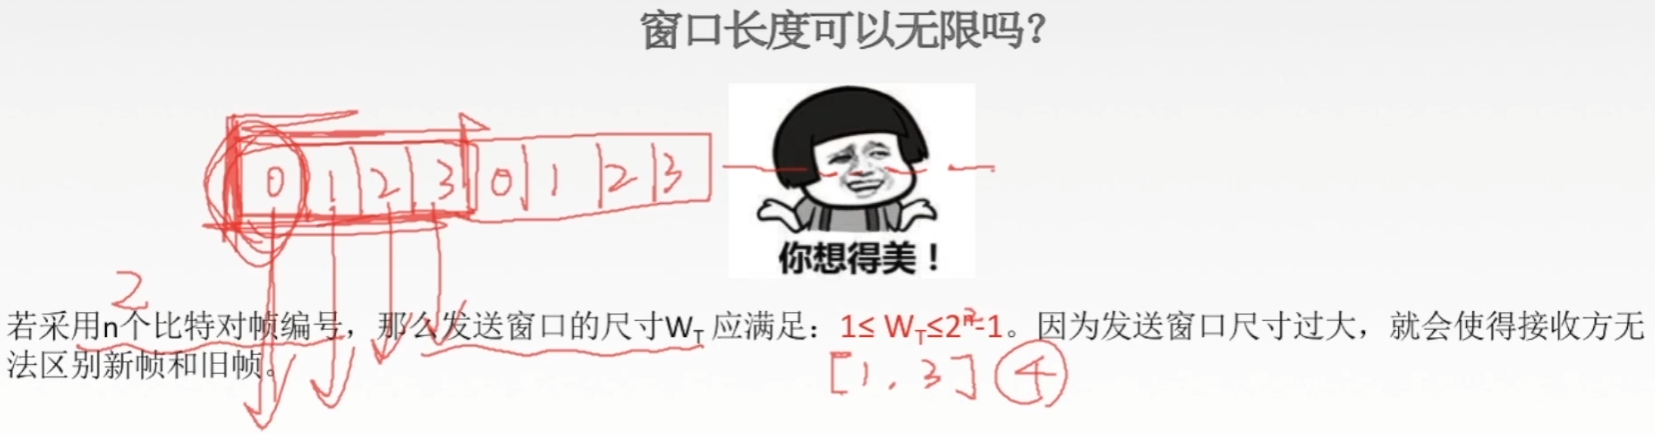 窗口长度可以无限吗？
0 1 2 3 0 1 2 3
你想得美！
2
若采用n个比特对帧编号，那么发送窗口的尺寸W_T 应满足：1≤ W_T≤2^n-1。因为发送窗口尺寸过大，就会使得接收方无
法区别新帧和旧帧。
[1, 3] 4